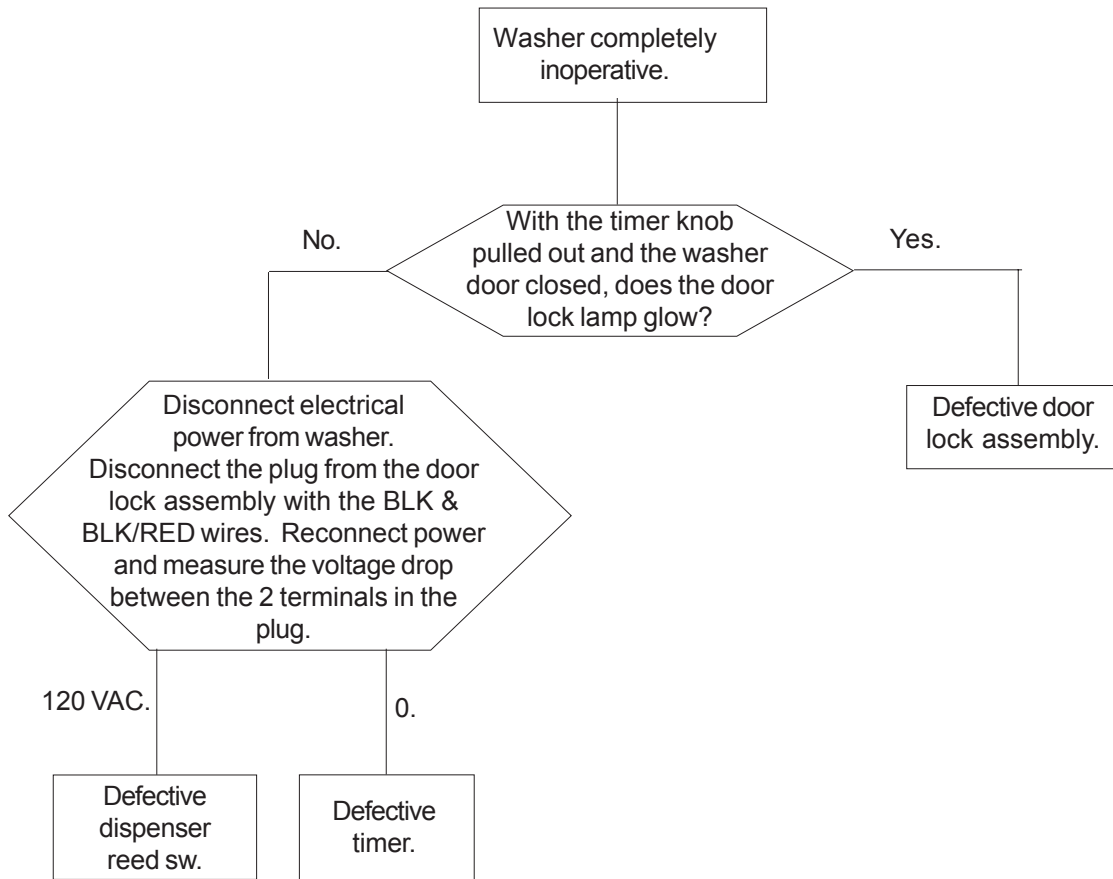 Washer completely
inoperative.
With the timer knob
pulled out and the washer
door closed, does the door
lock lamp glow?
No.
Yes.
Disconnect electrical
power from washer.
Disconnect the plug from the door
lock assembly with the BLK &
BLK/RED wires. Reconnect power
and measure the voltage drop
between the 2 terminals in the
plug.
Defective door
lock assembly.
120 VAC.
0.
Defective
dispenser
reed sw.
Defective
timer.